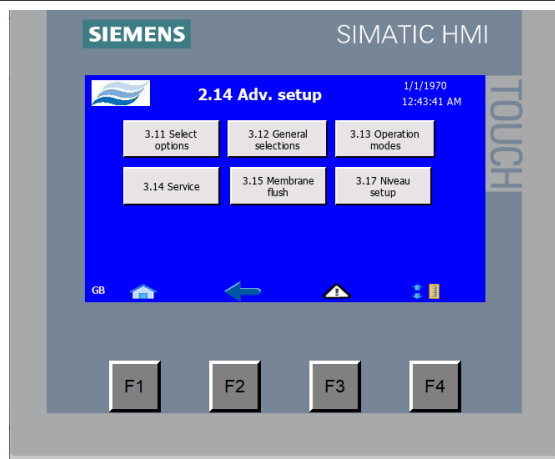 SIEMENS
SIMATIC HMI
TOUCH
2.14 Adv. setup
1/1/1970
12:43:41 AM
3.11 Select
options
3.12 General
selections
3.13 Operation
modes
3.14 Service
3.15 Membrane
flush
3.17 Niveau
setup
GB
F1
F2
F3
F4